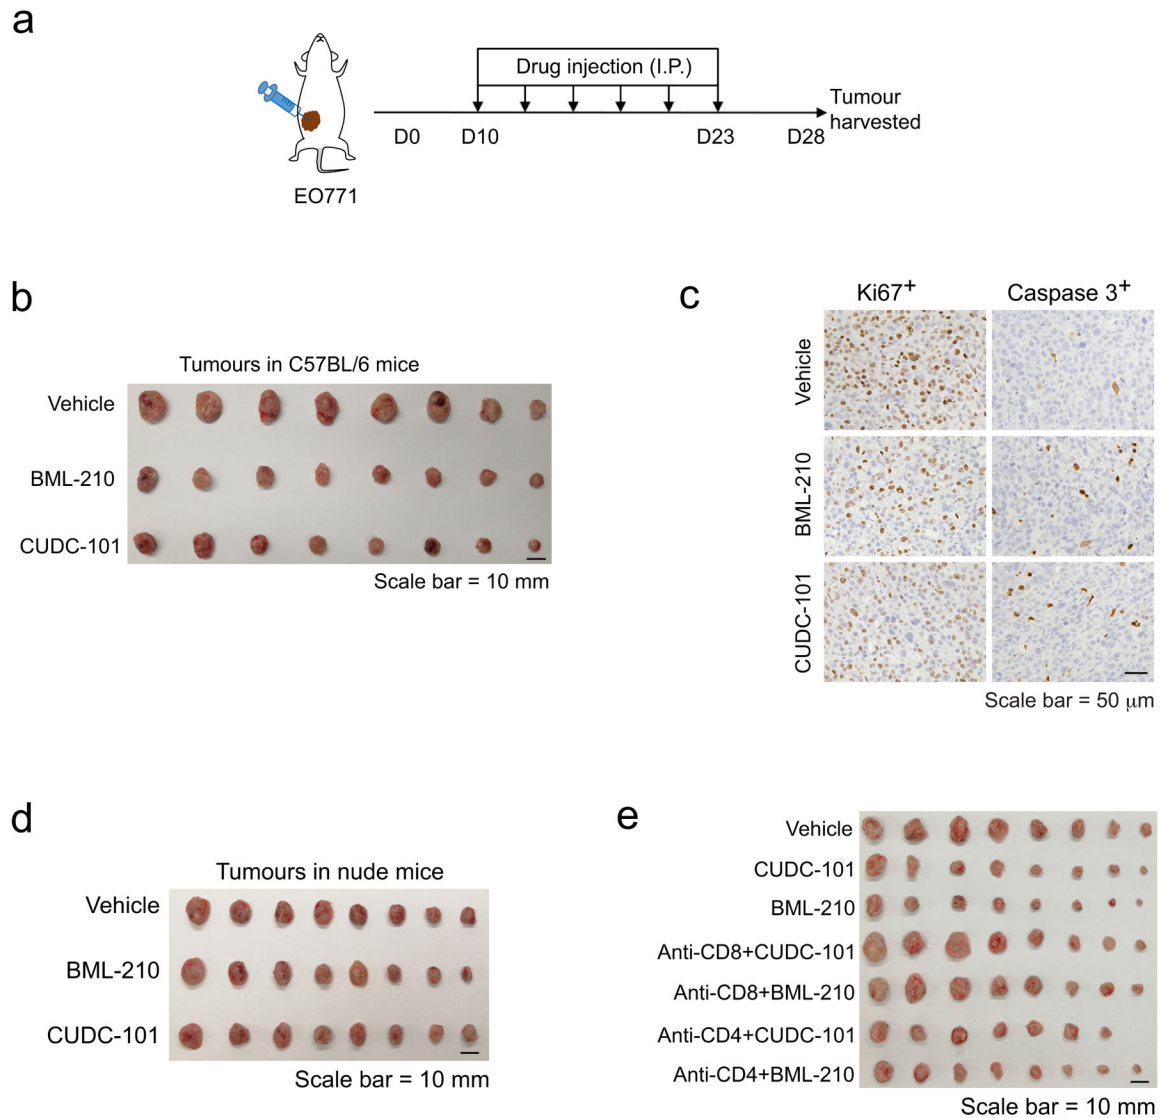 a
Drug injection (I.P.)
D0
D10
D23
D28
Tumour
harvested
EO771
b
Tumours in C57BL/6 mice
Vehicle
BML-210
CUDC-101
Scale bar = 10 mm
c
Ki67+
Caspase 3+
Vehicle
BML-210
CUDC-101
Scale bar = 50 μm
d
Tumours in nude mice
Vehicle
BML-210
CUDC-101
Scale bar = 10 mm
e
Vehicle
CUDC-101
BML-210
Anti-CD8+CUDC-101
Anti-CD8+BML-210
Anti-CD4+CUDC-101
Anti-CD4+BML-210
Scale bar = 10 mm